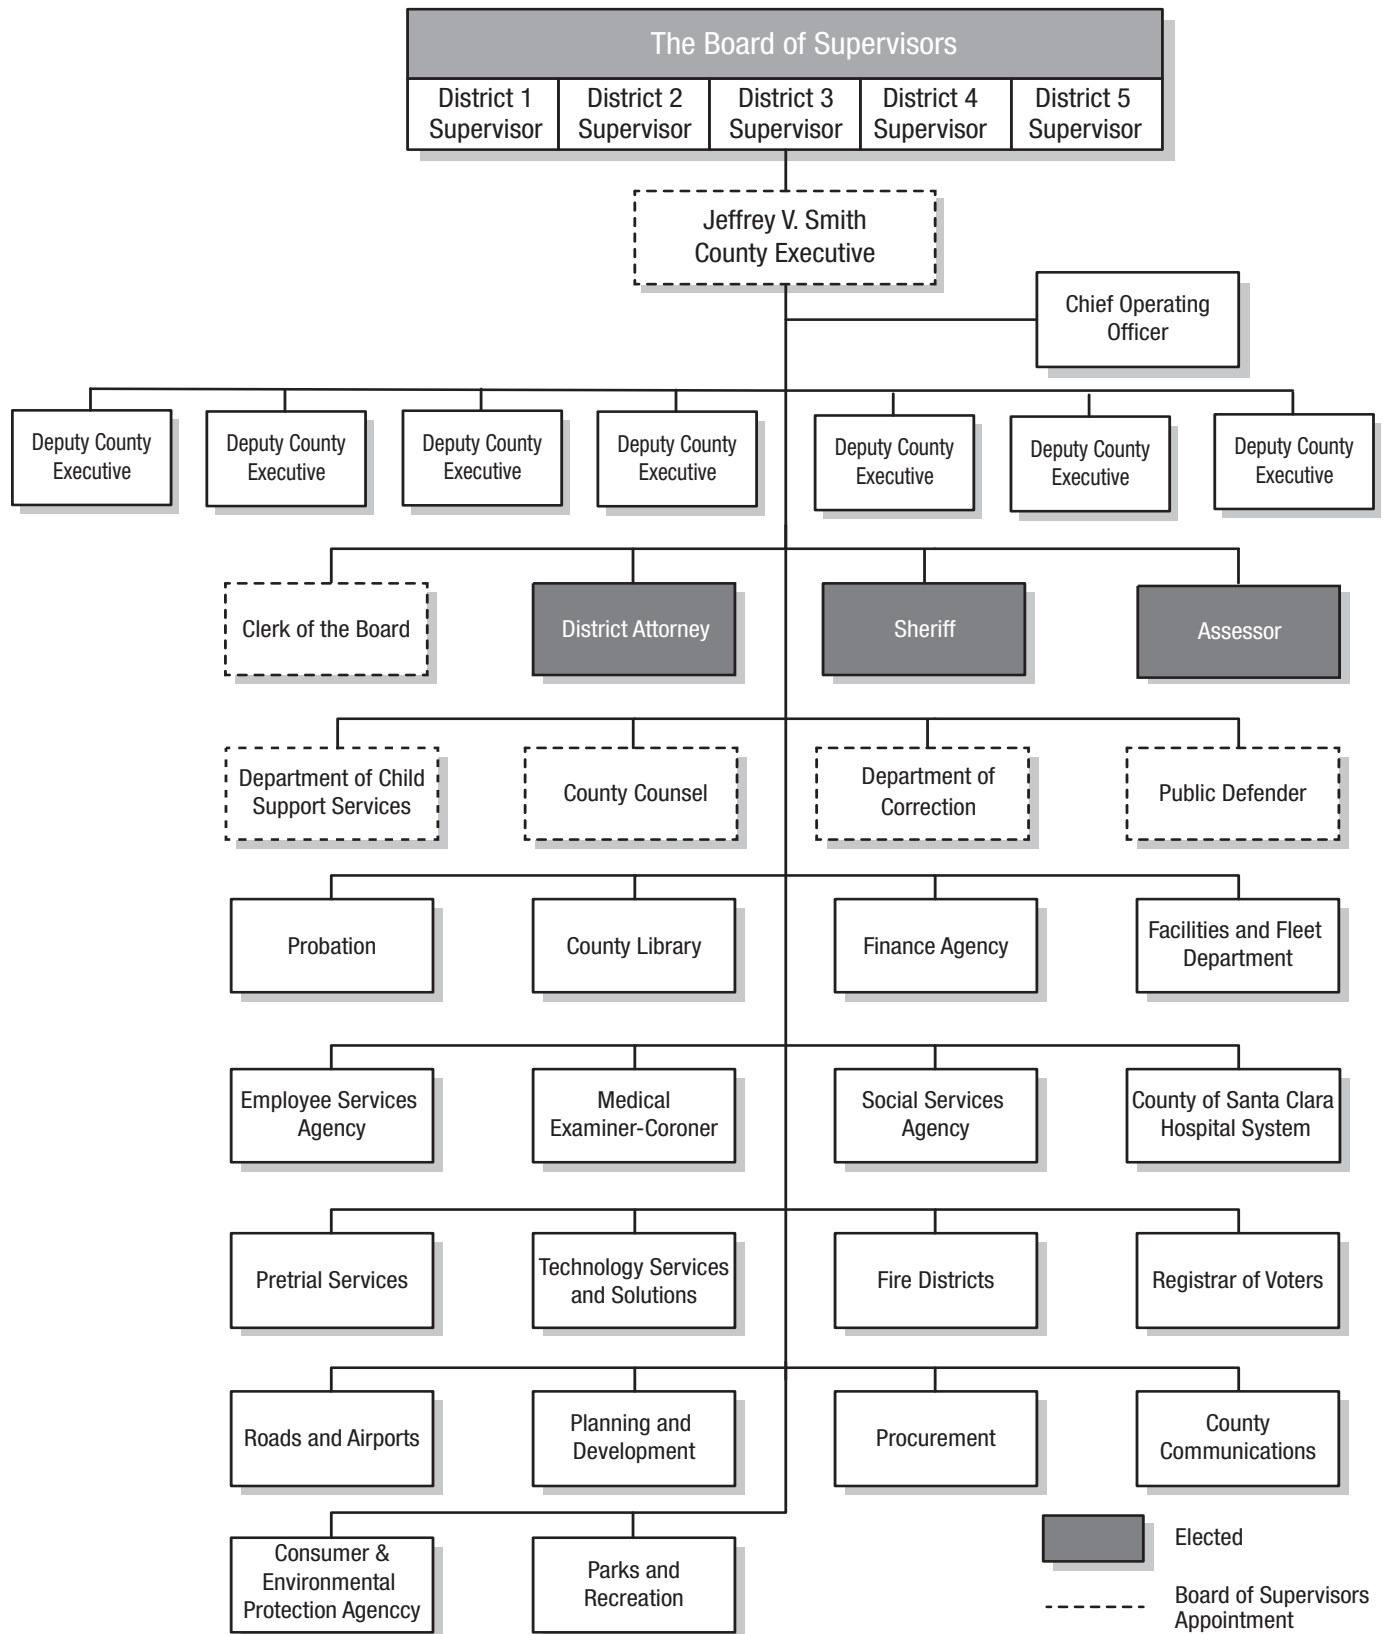 The Board of Supervisors
District 1
Supervisor
District 2
Supervisor
District 3
Supervisor
District 4
Supervisor
District 5
Supervisor
Jeffrey V. Smith
County Executive
Chief Operating
Officer
Deputy County
Executive
Deputy County
Executive
Deputy County
Executive
Deputy County
Executive
Deputy County
Executive
Deputy County
Executive
Deputy County
Executive
Clerk of the Board
District Attorney
Sheriff
Assessor
Department of Child
Support Services
County Counsel
Department of
Correction
Public Defender
Probation
County Library
Finance Agency
Facilities and Fleet
Department
Employee Services
Agency
Medical
Examiner-Coroner
Social Services
Agency
County of Santa Clara
Hospital System
Pretrial Services
Technology Services
and Solutions
Fire Districts
Registrar of Voters
Roads and Airports
Planning and
Development
Procurement
County
Communications
Consumer &
Environmental
Protection Agenccy
Parks and
Recreation
Elected
Board of Supervisors
Appointment